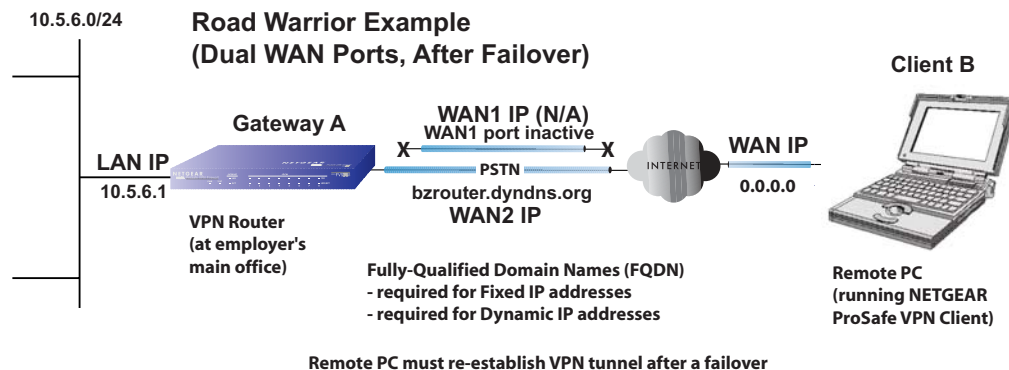 10.5.6.0/24
Road Warrior Example
(Dual WAN Ports, After Failover)
Client B
Gateway A
WAN1 IP (N/A)
WAN1 port inactive
X
X
LAN IP
10.5.6.1
NETGEAR
NETGEAR
PSTN
bzrouter.dyndns.org
WAN2 IP
INTERNET
WAN IP
0.0.0.0
VPN Router
(at employer's
main office)
Fully-Qualified Domain Names (FQDN)
- required for Fixed IP addresses
- required for Dynamic IP addresses
Remote PC
(running NETGEAR
ProSafe VPN Client)
Remote PC must re-establish VPN tunnel after a failover